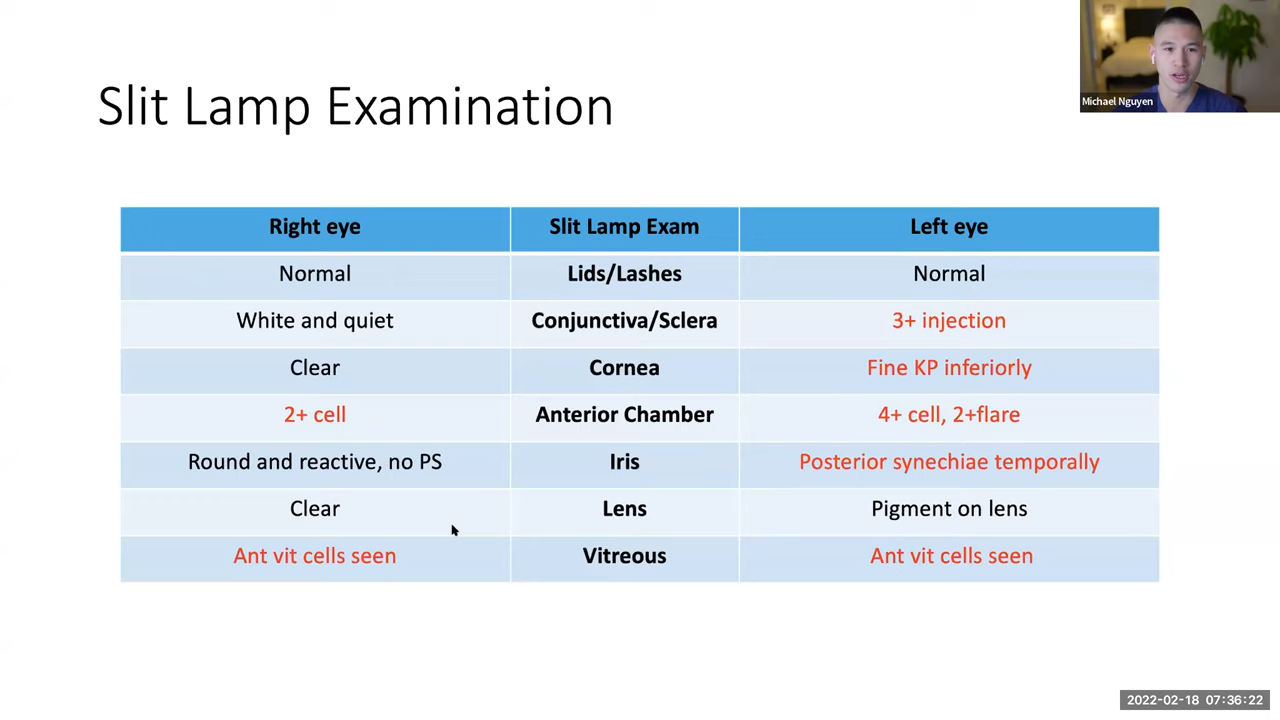 Michael Nguyen
Slit Lamp Examination
Right eye Slit Lamp Exam Left eye
Normal Lids/Lashes Normal
White and quiet Conjunctiva/Sclera 3+ injection
Clear Cornea Fine KP inferiorly
2+ cell Anterior Chamber 4+ cell, 2+flare
Round and reactive, no PS Iris Posterior synechiae temporally
Clear Lens Pigment on lens
Ant vit cells seen Vitreous Ant vit cells seen
2022-02-18 07:36:22